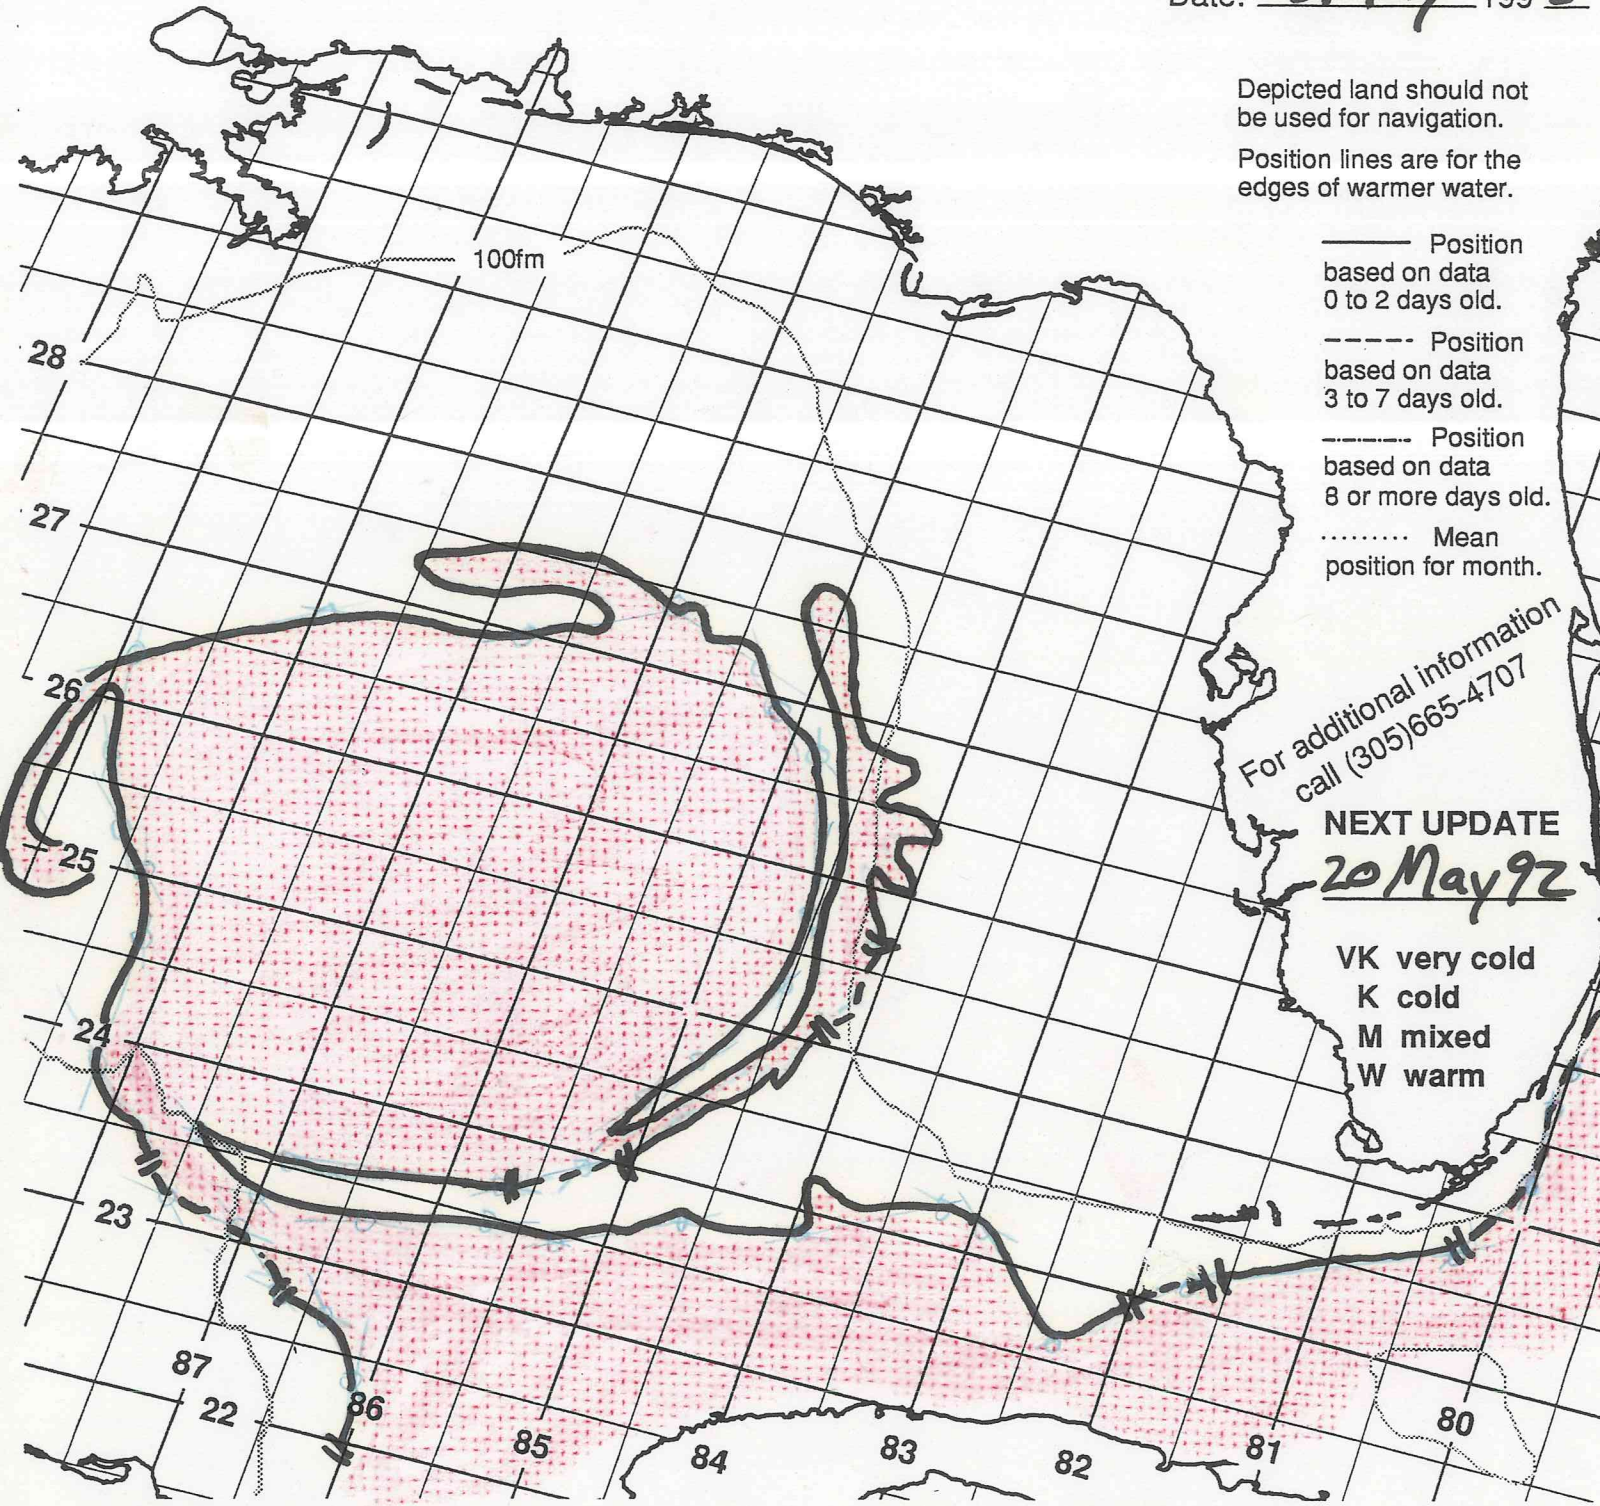 Date: 199
Depicted land should not
be used for navigation.
Position lines are for the
edges of warmer water.
Position
based on data
0 to 2 days old.
Position
based on data
3 to 7 days old.
Position
based on data
8 or more days old.
Mean
position for month.
For additional information
call (305)665-4707
NEXT UPDATE
20 May 92
VK very cold
K cold
M mixed
W warm
100fm
28
27
26
25
24
23
22
87
86
85
84
83
82
81
80